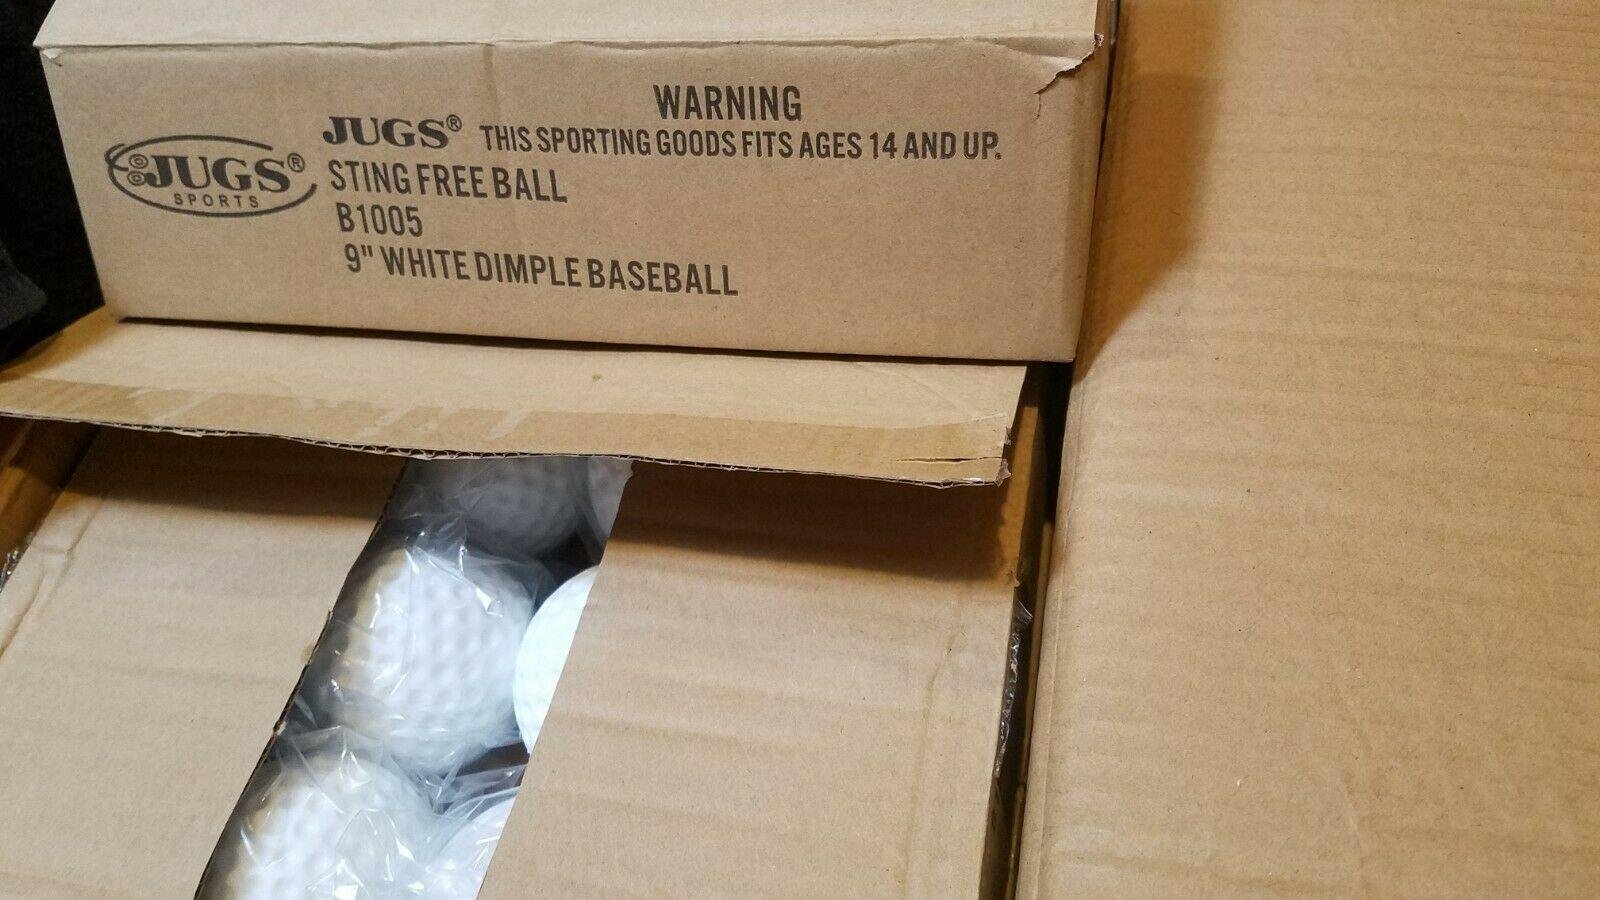 JUGS®
SPORTS
WARNING
JUGS® THIS SPORTING GOODS FITS AGES 14 AND UP.
STING FREE BALL
B1005
9" WHITE DIMPLE BASEBALL